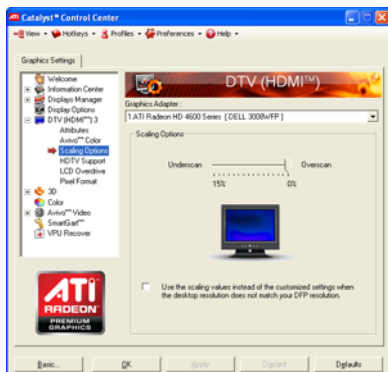 ATI Catalyst™ Control Center
View Hotkeys Profiles Preferences Help
Graphics Settings
Welcome
Information Center
Displays Manager
Display Options
DTV (HDMI™) 3
Attributes
Avivo™ Color
Scaling Options
HDTV Support
LCD Overdrive
Pixel Format
3D
Color
Avivo™ Video
SmartGart™
VPU Recover
DTV (HDMI™)
Graphics Adapter:
1.ATI Radeon HD 4600 Series [ DELL 3008WFP ]
Scaling Options
Underscan Overscan
15% 0%
Use the scaling values instead of the customized settings when
the desktop resolution does not match your DFP resolution.
ATI
RADEON
PREMIUM
GRAPHICS
Basic... OK Apply Discard Defaults